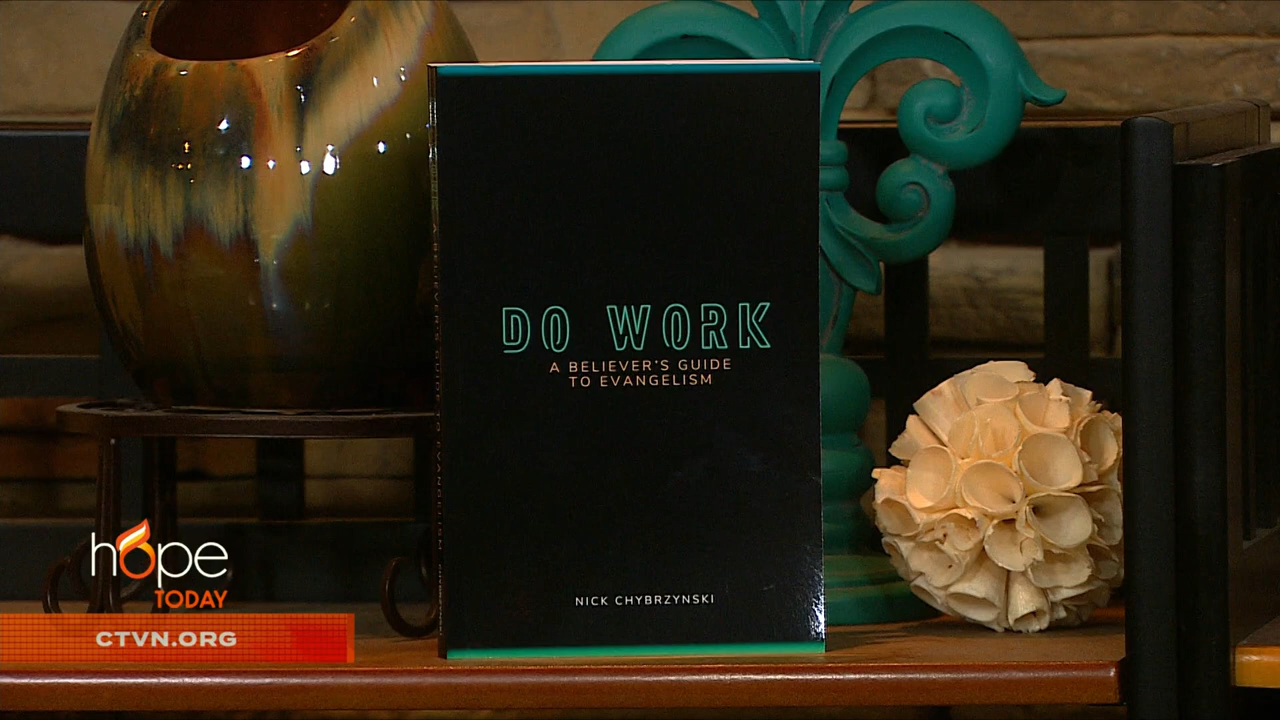 DO WORK
A BELIEVER'S GUIDE
TO EVANGELISM
NICK CHYBRZYNSKI
hope
TODAY
CTVN.ORG